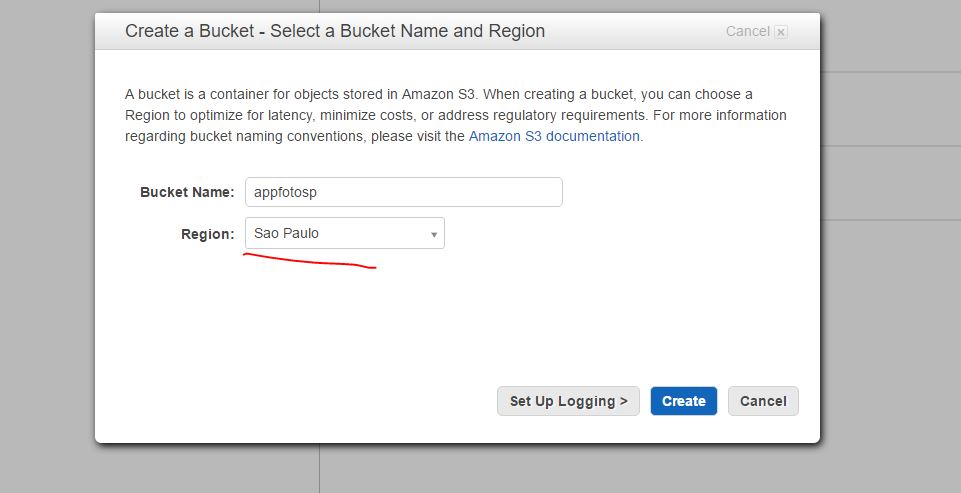 Create a Bucket - Select a Bucket Name and Region
Cancel x
A bucket is a container for objects stored in Amazon S3. When creating a bucket, you can choose a
Region to optimize for latency, minimize costs, or address regulatory requirements. For more information
regarding bucket naming conventions, please visit the Amazon S3 documentation.
Bucket Name: appfotosp
Region: Sao Paulo
Set Up Logging > Create Cancel